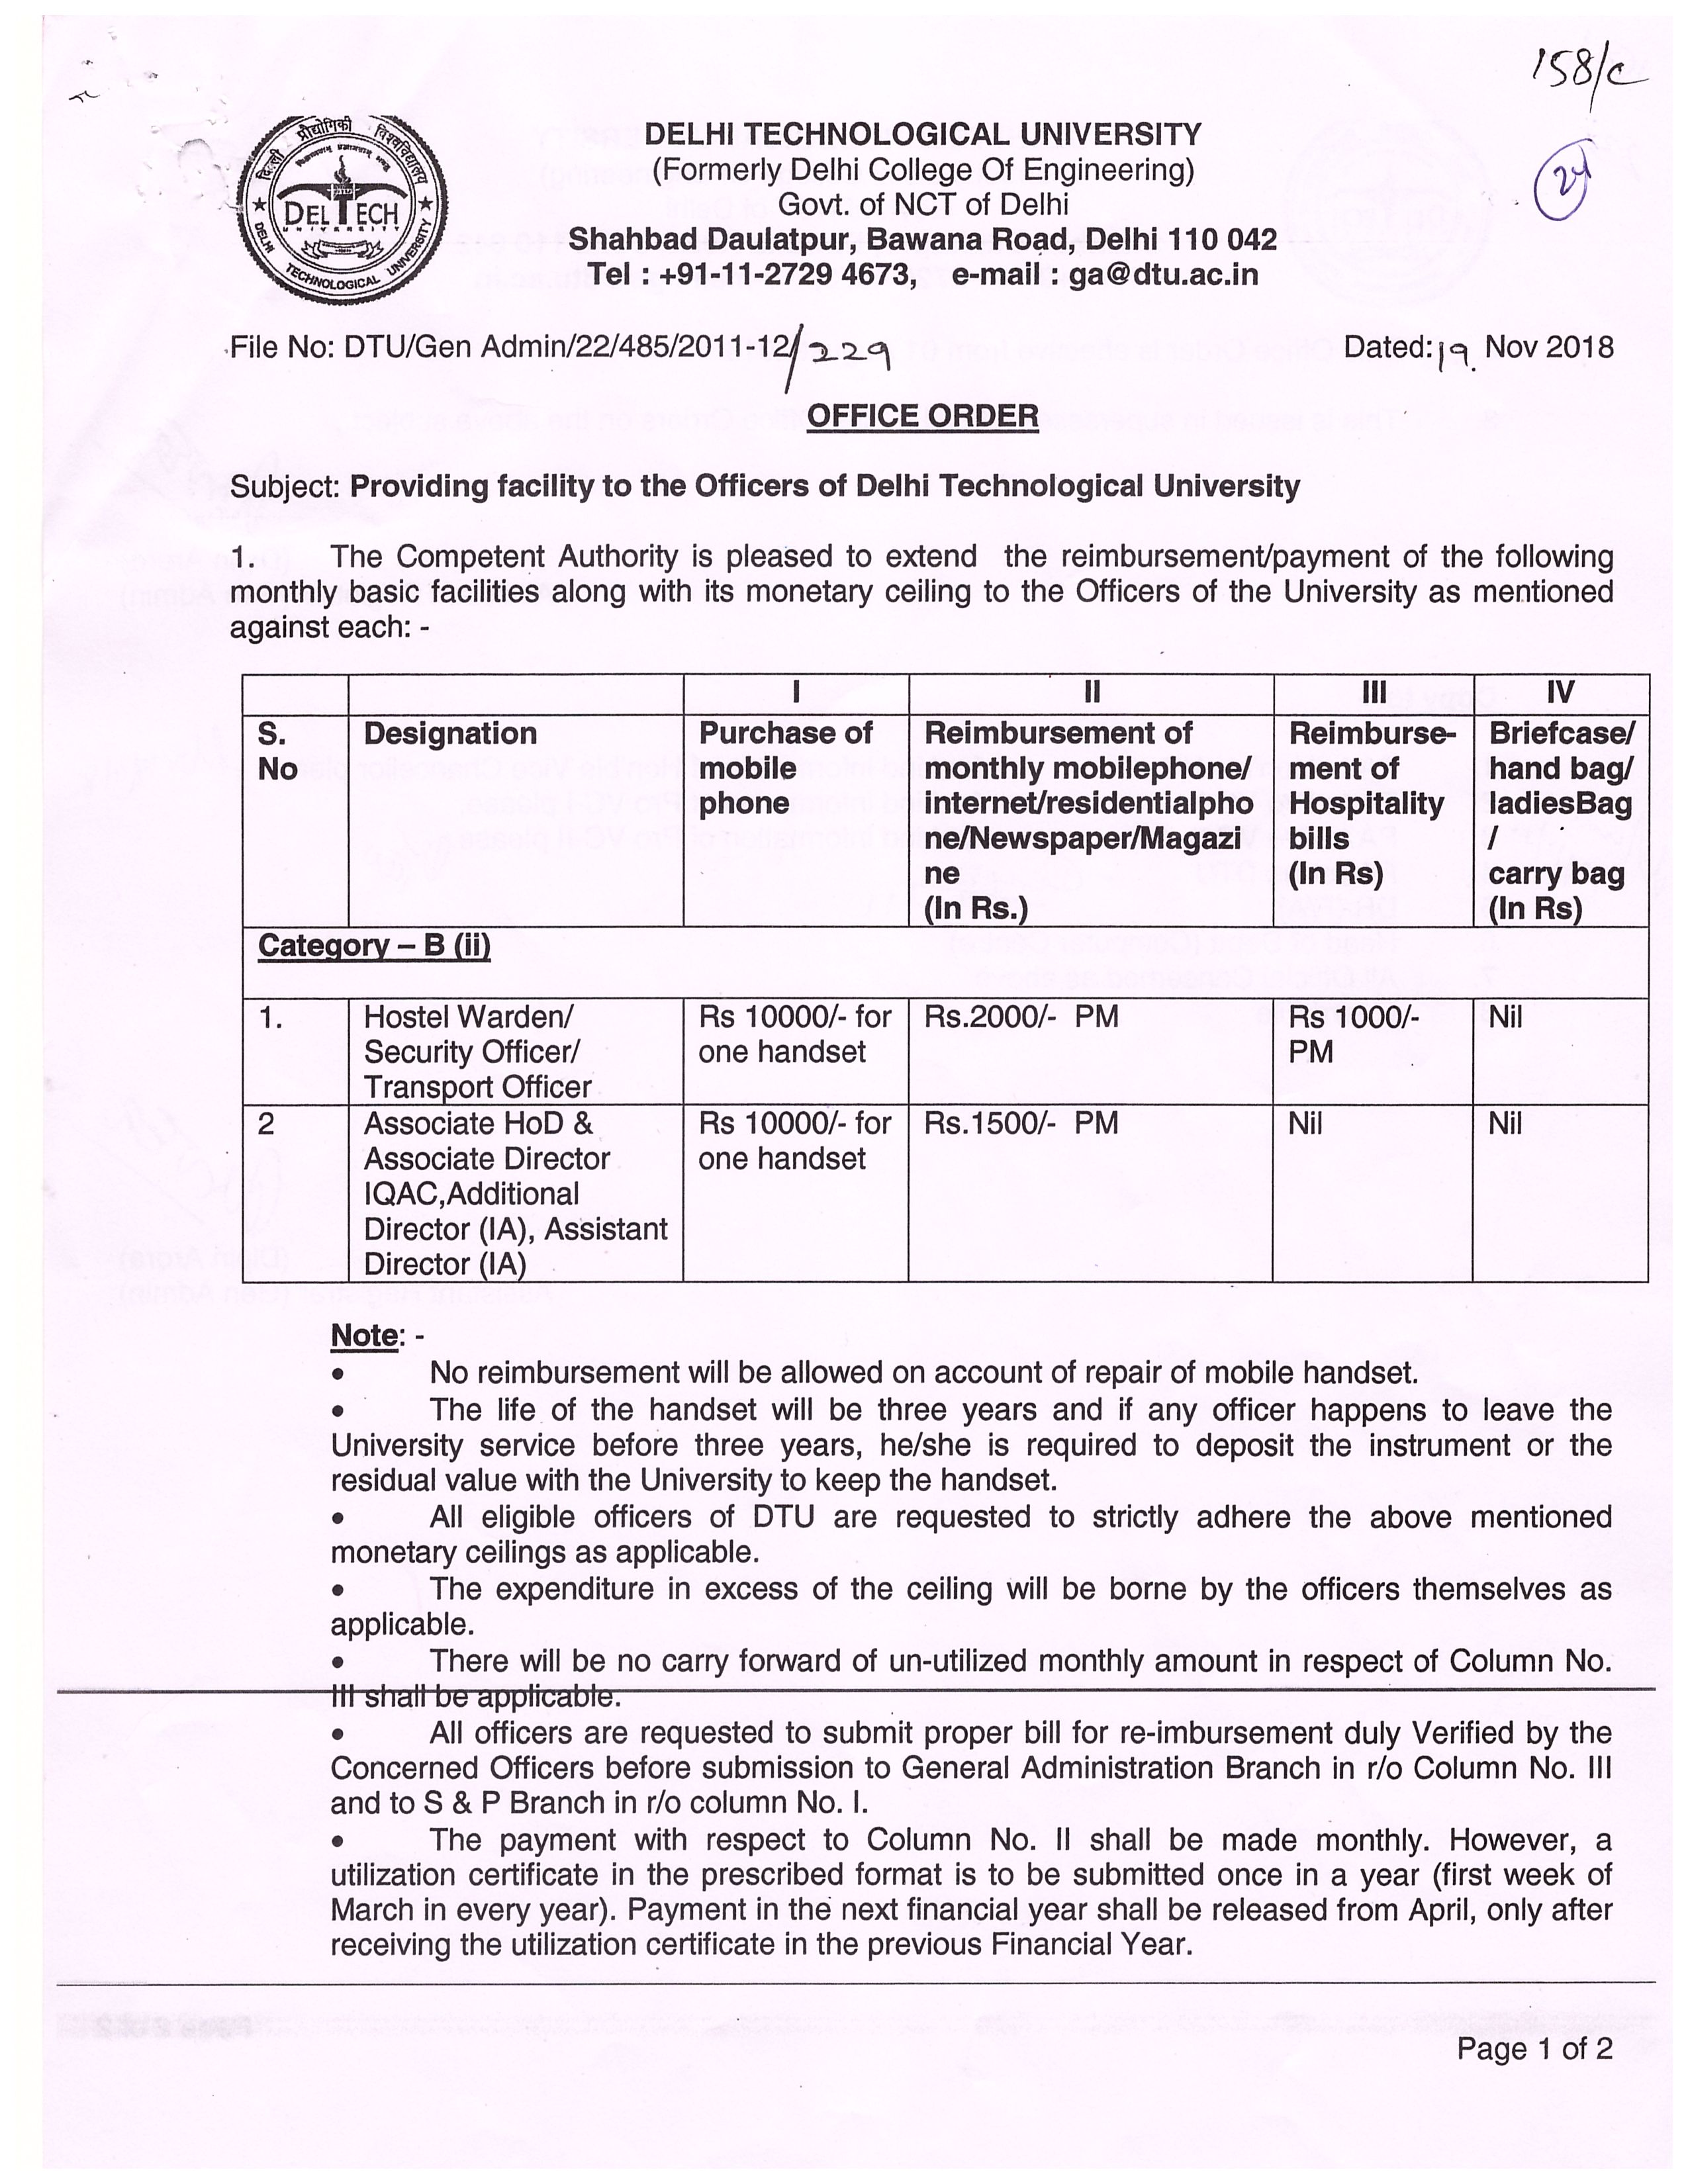 158/c
24
दिल्ली प्रौद्योगिकी विश्वविद्यालय
DELTECH
UNIVERSITY
DELHI TECHNOLOGICAL UNIVERSITY
DELHI TECHNOLOGICAL UNIVERSITY
(Formerly Delhi College Of Engineering)
Govt. of NCT of Delhi
Shahbad Daulatpur, Bawana Road, Delhi 110 042
Tel : +91-11-2729 4673, e-mail : ga@dtu.ac.in
File No: DTU/Gen Admin/22/485/2011-12/229 Dated: 19. Nov 2018
OFFICE ORDER
Subject: Providing facility to the Officers of Delhi Technological University
1. The Competent Authority is pleased to extend the reimbursement/payment of the following
monthly basic facilities along with its monetary ceiling to the Officers of the University as mentioned
against each: -
I II III IV
S. Designation Purchase of Reimbursement of Reimburse- Briefcase/
No mobile monthly mobilephone/ ment of hand bag/
phone internet/residentialpho Hospitality ladiesBag
ne/Newspaper/Magazi bills /
ne (In Rs) carry bag
(In Rs.) (In Rs)
Category – B (ii)
1. Hostel Warden/ Rs 10000/- for Rs.2000/- PM Rs 1000/- Nil
Security Officer/ one handset PM
Transport Officer
2 Associate HoD & Rs 10000/- for Rs.1500/- PM Nil Nil
Associate Director one handset
IQAC,Additional
Director (IA), Assistant
Director (IA)
Note: -
• No reimbursement will be allowed on account of repair of mobile handset.
• The life of the handset will be three years and if any officer happens to leave the
University service before three years, he/she is required to deposit the instrument or the
residual value with the University to keep the handset.
• All eligible officers of DTU are requested to strictly adhere the above mentioned
monetary ceilings as applicable.
• The expenditure in excess of the ceiling will be borne by the officers themselves as
applicable.
• There will be no carry forward of un-utilized monthly amount in respect of Column No.
III shall be applicable.
• All officers are requested to submit proper bill for re-imbursement duly Verified by the
Concerned Officers before submission to General Administration Branch in r/o Column No. III
and to S & P Branch in r/o column No. I.
• The payment with respect to Column No. II shall be made monthly. However, a
utilization certificate in the prescribed format is to be submitted once in a year (first week of
March in every year). Payment in the next financial year shall be released from April, only after
receiving the utilization certificate in the previous Financial Year.
Page 1 of 2